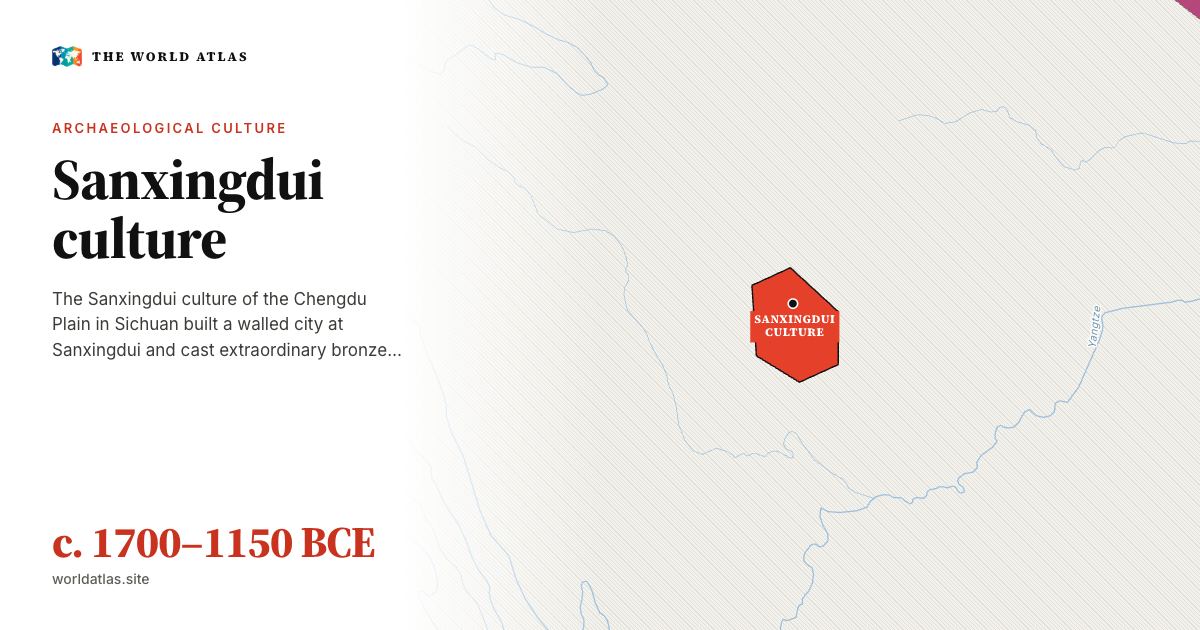 THE WORLD ATLAS
ARCHAEOLOGICAL CULTURE
Sanxingdui
culture
The Sanxingdui culture of the Chengdu
Plain in Sichuan built a walled city at
Sanxingdui and cast extraordinary bronze...
c. 1700–1150 BCE
worldatlas.site
SANXINGDUI
CULTURE
Yangtze